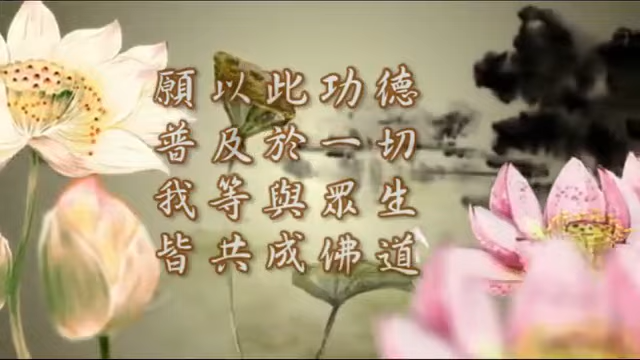 願以此功德
普及於一切
我等與眾生
皆共成佛道